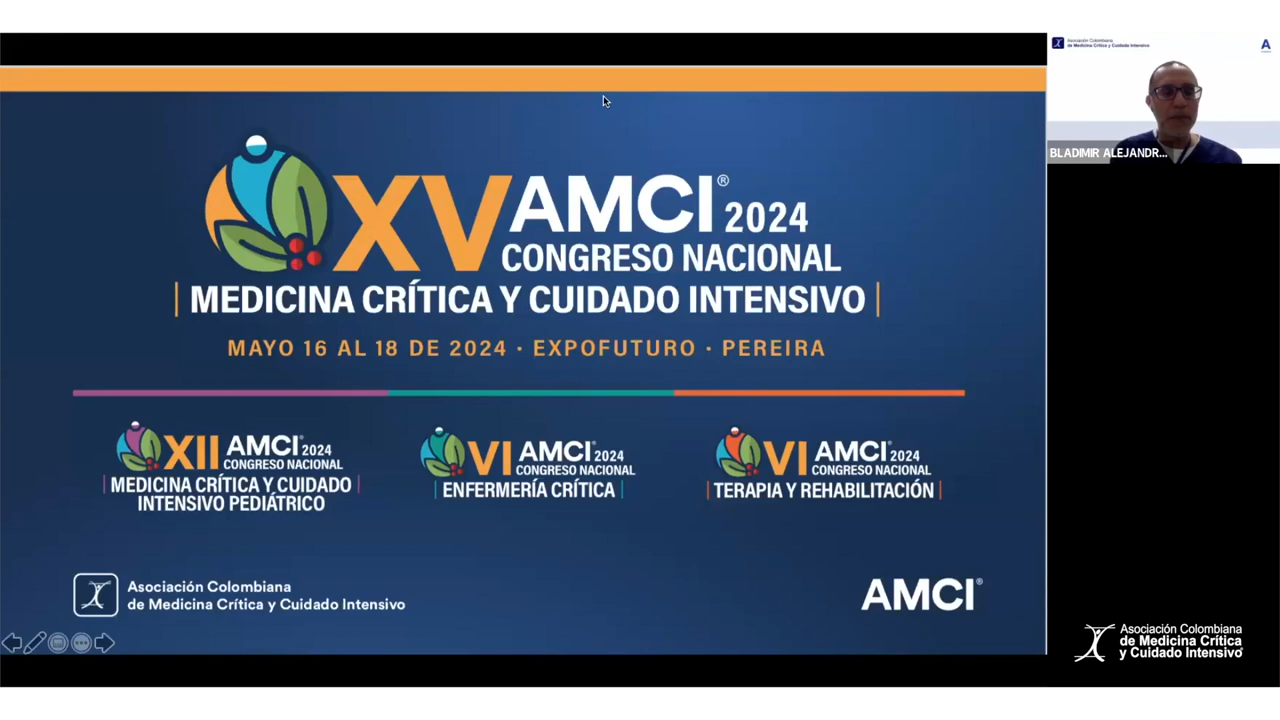 XV AMCI® 2024
CONGRESO NACIONAL
MEDICINA CRÍTICA Y CUIDADO INTENSIVO
MAYO 16 AL 18 DE 2024 · EXPOFUTURO · PEREIRA
XII AMCI® 2024
CONGRESO NACIONAL
MEDICINA CRÍTICA Y CUIDADO
INTENSIVO PEDIÁTRICO
VI AMCI® 2024
CONGRESO NACIONAL
ENFERMERÍA CRÍTICA
VI AMCI® 2024
CONGRESO NACIONAL
TERAPIA Y REHABILITACIÓN
Asociación Colombiana
de Medicina Crítica y Cuidado Intensivo
AMCI®
Asociación Colombiana
de Medicina Crítica y Cuidado Intensivo
A
BLADIMIR ALEJANDR...
Asociación Colombiana
de Medicina Crítica
y Cuidado Intensivo